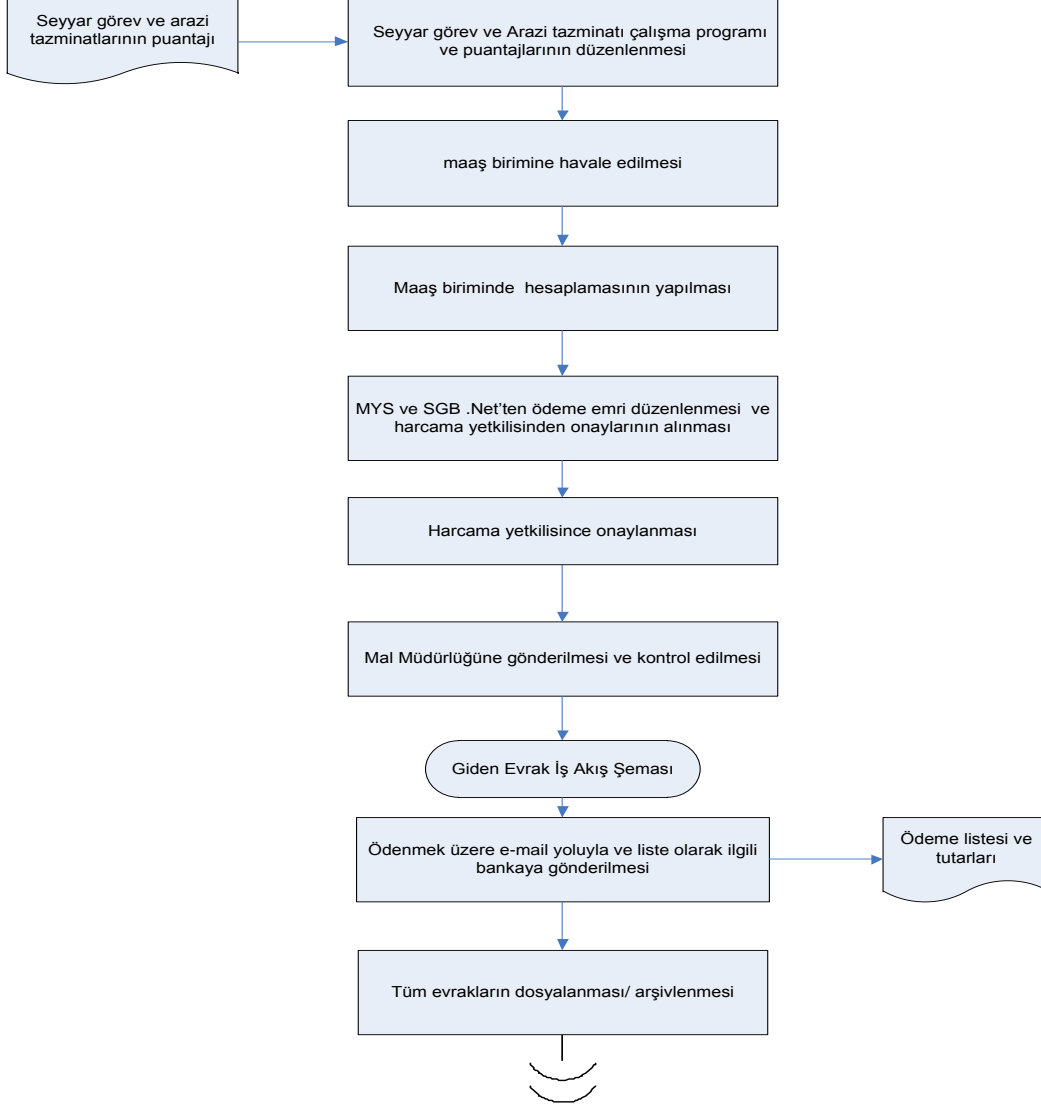 Seyyar görev ve arazi
tazminatlarının puantajı
Seyyar görev ve Arazi tazminatı çalışma programı
ve puantajlarının düzenlenmesi
maaş birimine havale edilmesi
Maaş biriminde hesaplamasının yapılması
MYS ve SGB .Net'ten ödeme emri düzenlenmesi ve
harcama yetkilisinden onaylarının alınması
Harcama yetkilisince onaylanması
Mal Müdürlüğüne gönderilmesi ve kontrol edilmesi
Giden Evrak İş Akış Şeması
Ödenmek üzere e-mail yoluyla ve liste olarak ilgili
bankaya gönderilmesi
Ödeme listesi ve
tutarları
Tüm evrakların dosyalanması/ arşivlenmesi